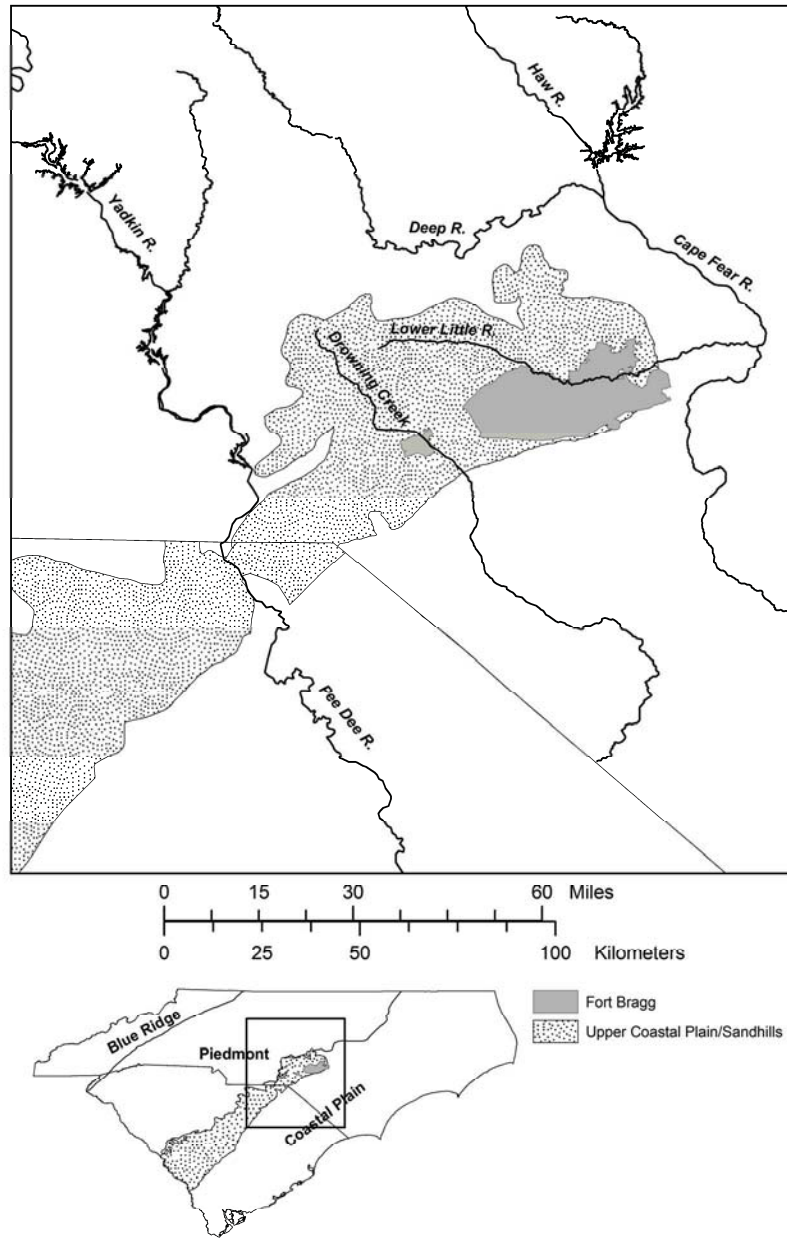 Haw R.
Yadkin R.
Deep R.
Cape Fear R.
Lower Little R.
Drowning Creek
Pee Dee R.
0 15 30 60 Miles
0 25 50 100 Kilometers
Blue Ridge
Piedmont
Coastal Plain
Fort Bragg
Upper Coastal Plain/Sandhills